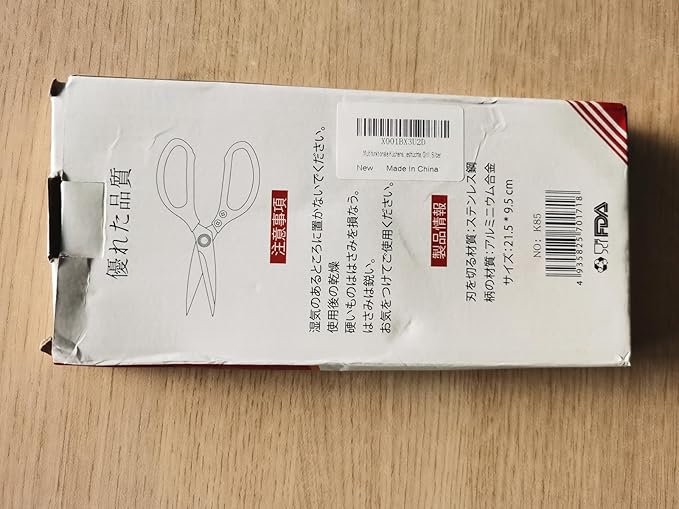 優れた品質
注意事項
湿気のあるところに置かないでください。
使用後の乾燥
硬いものははさみを損なう。
はさみは鋭い。
お気をつけてご使用ください。
X001BX3U2D
New Made In China
製品情報
刃を切る材質：ステンレス鋼
柄の材質：アルミニウム合金
サイズ：21.5 * 9.5 cm
NO: K85
4 935825 701718
FDA